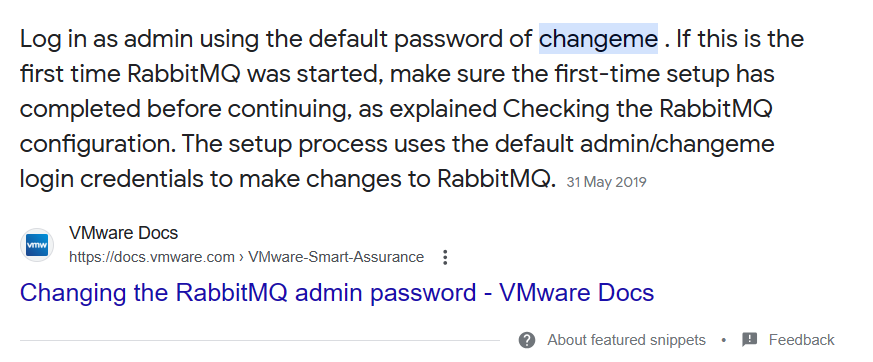 Log in as admin using the default password of changeme . If this is the
first time RabbitMQ was started, make sure the first-time setup has
completed before continuing, as explained Checking the RabbitMQ
configuration. The setup process uses the default admin/changeme
login credentials to make changes to RabbitMQ. 31 May 2019
vmw
VMware Docs
https://docs.vmware.com › VMware-Smart-Assurance
Changing the RabbitMQ admin password - VMware Docs
About featured snippets • Feedback